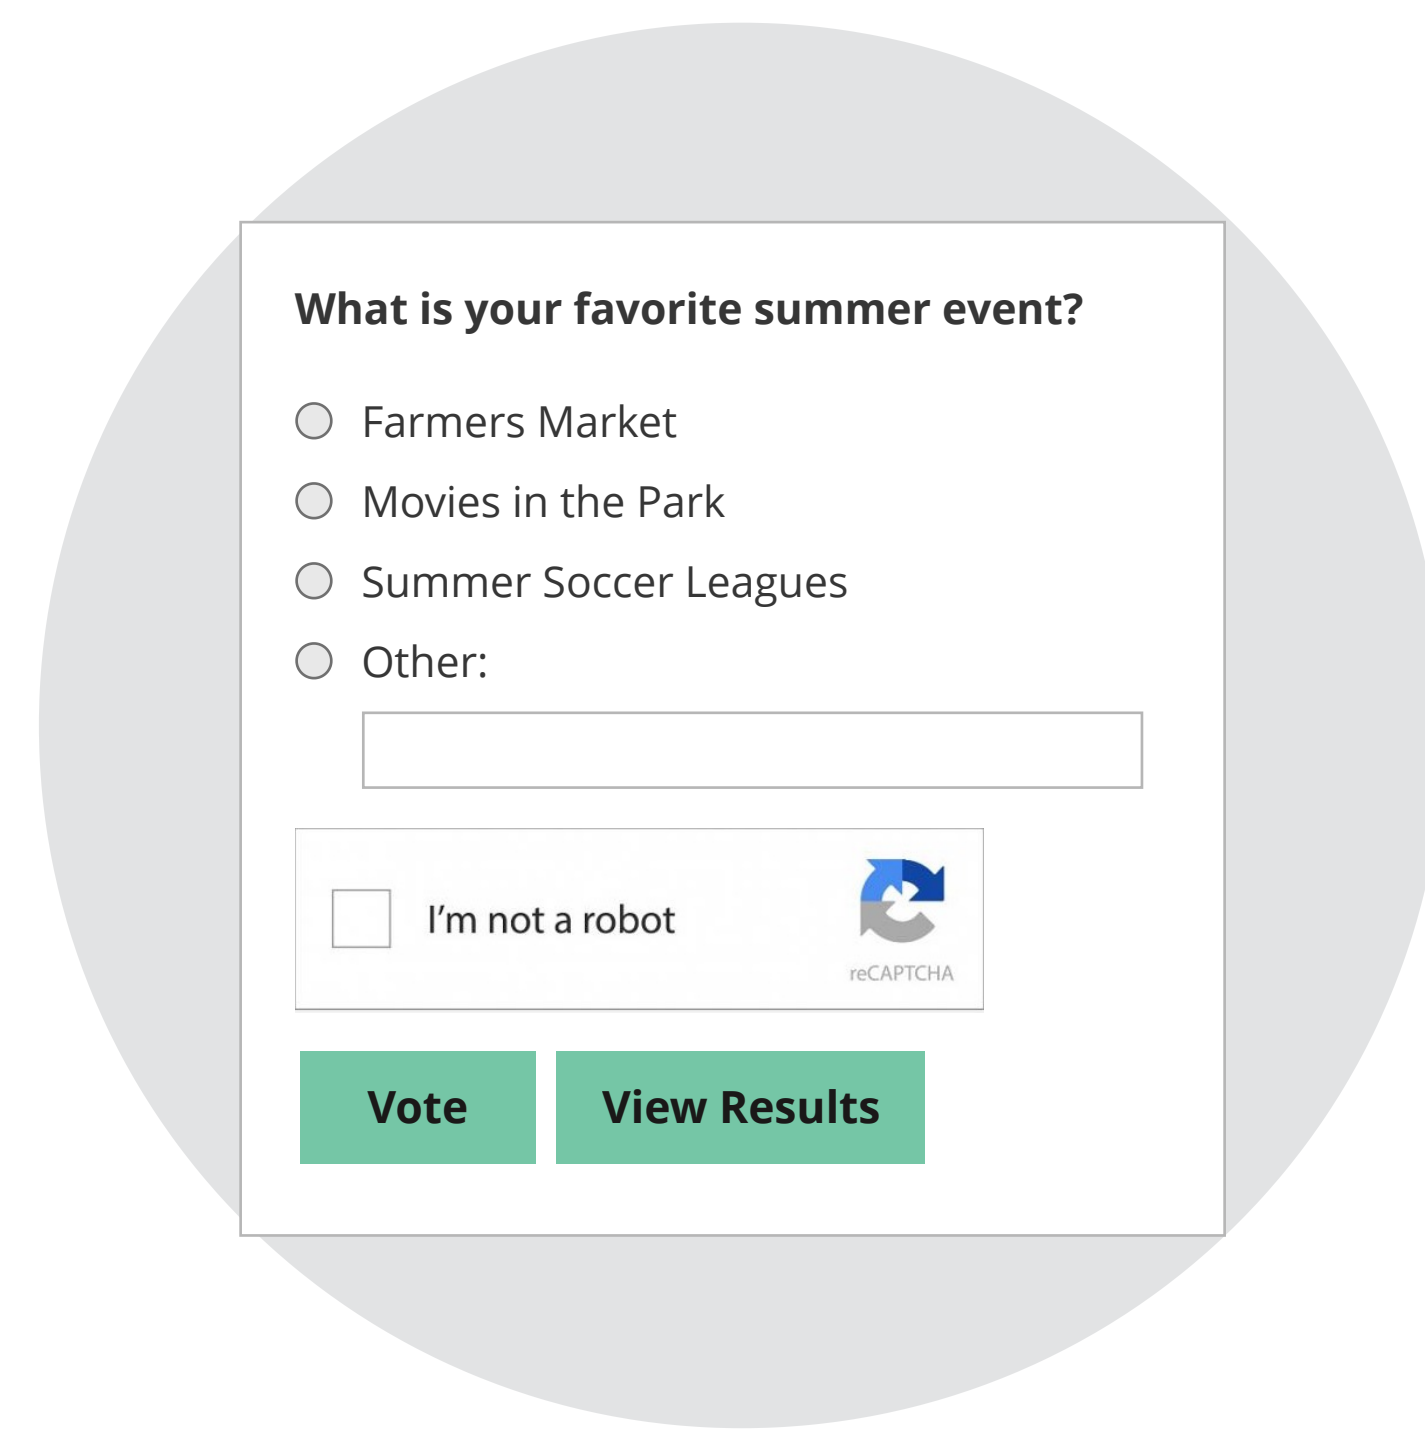 What is your favorite summer event?
Farmers Market
Movies in the Park
Summer Soccer Leagues
Other:
I’m not a robot
reCAPTCHA
Vote
View Results